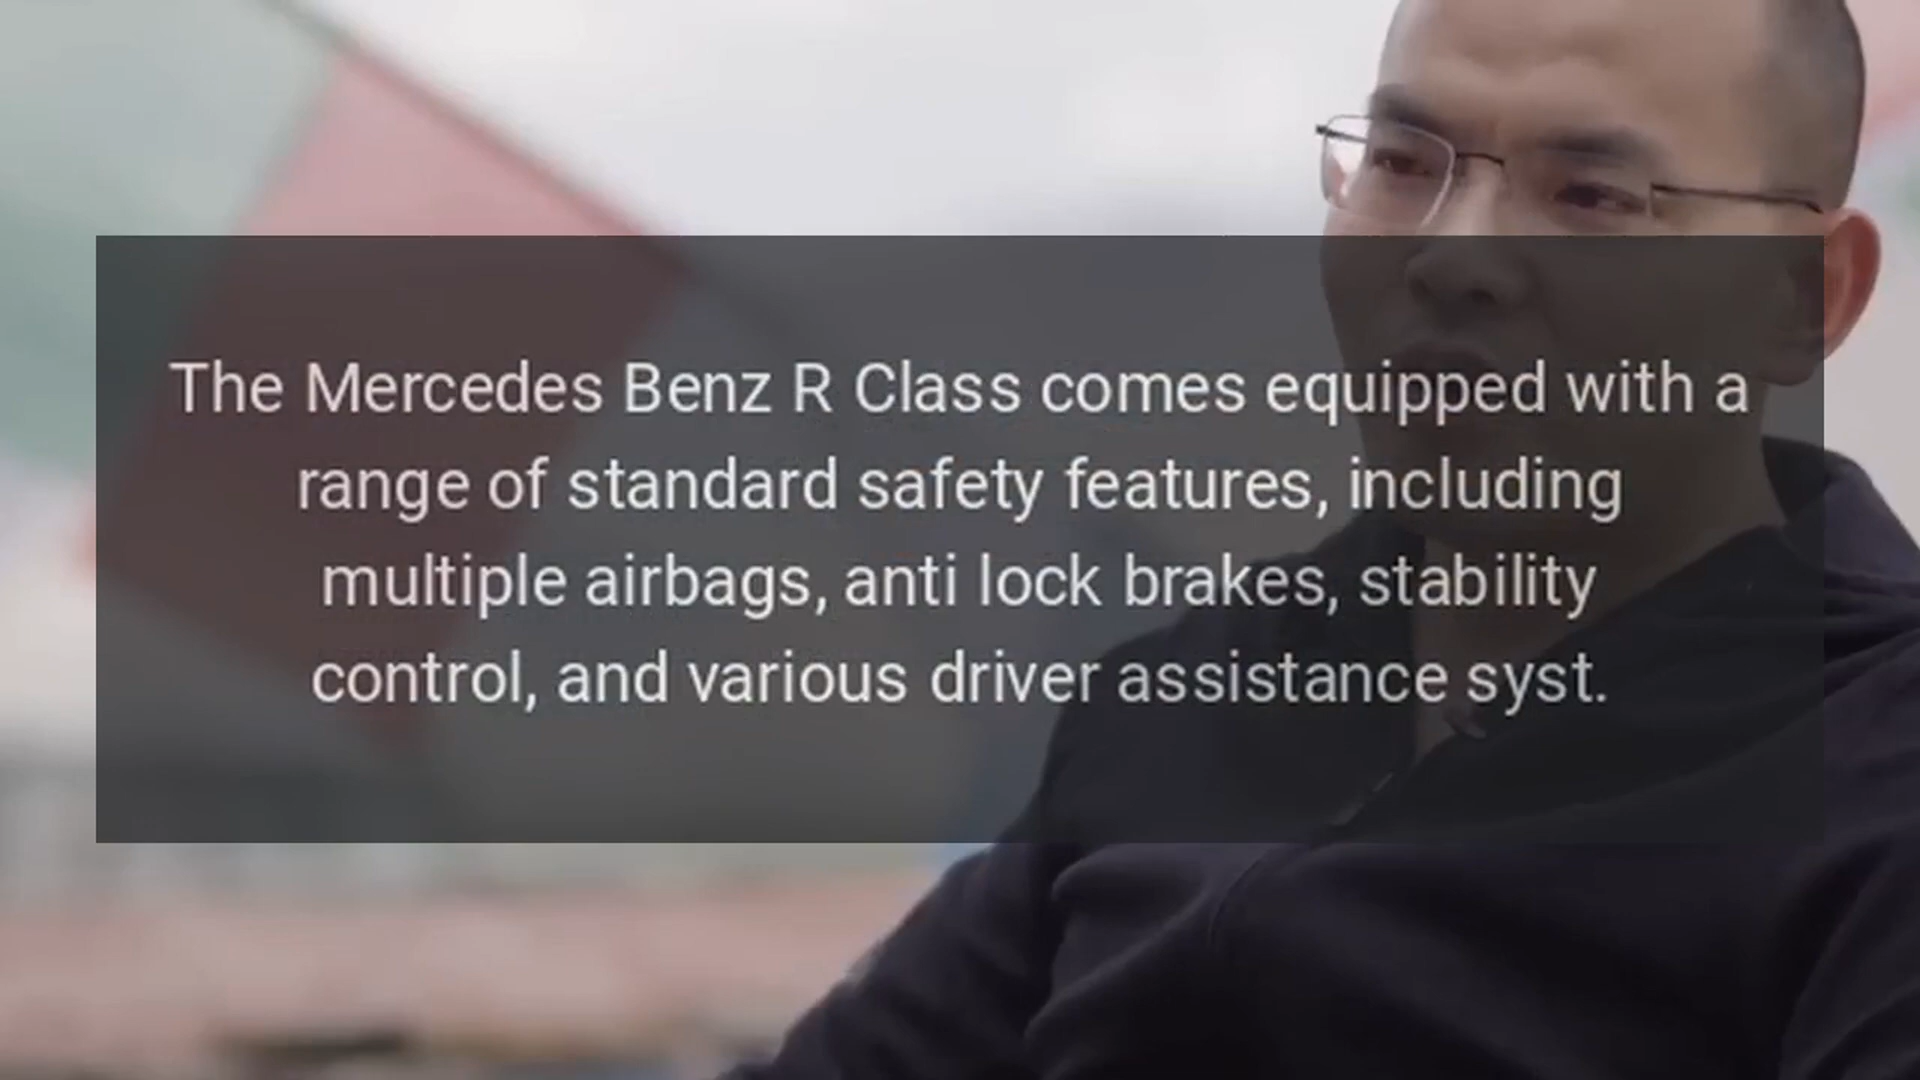 The Mercedes Benz R Class comes equipped with a
range of standard safety features, including
multiple airbags, anti lock brakes, stability
control, and various driver assistance syst.